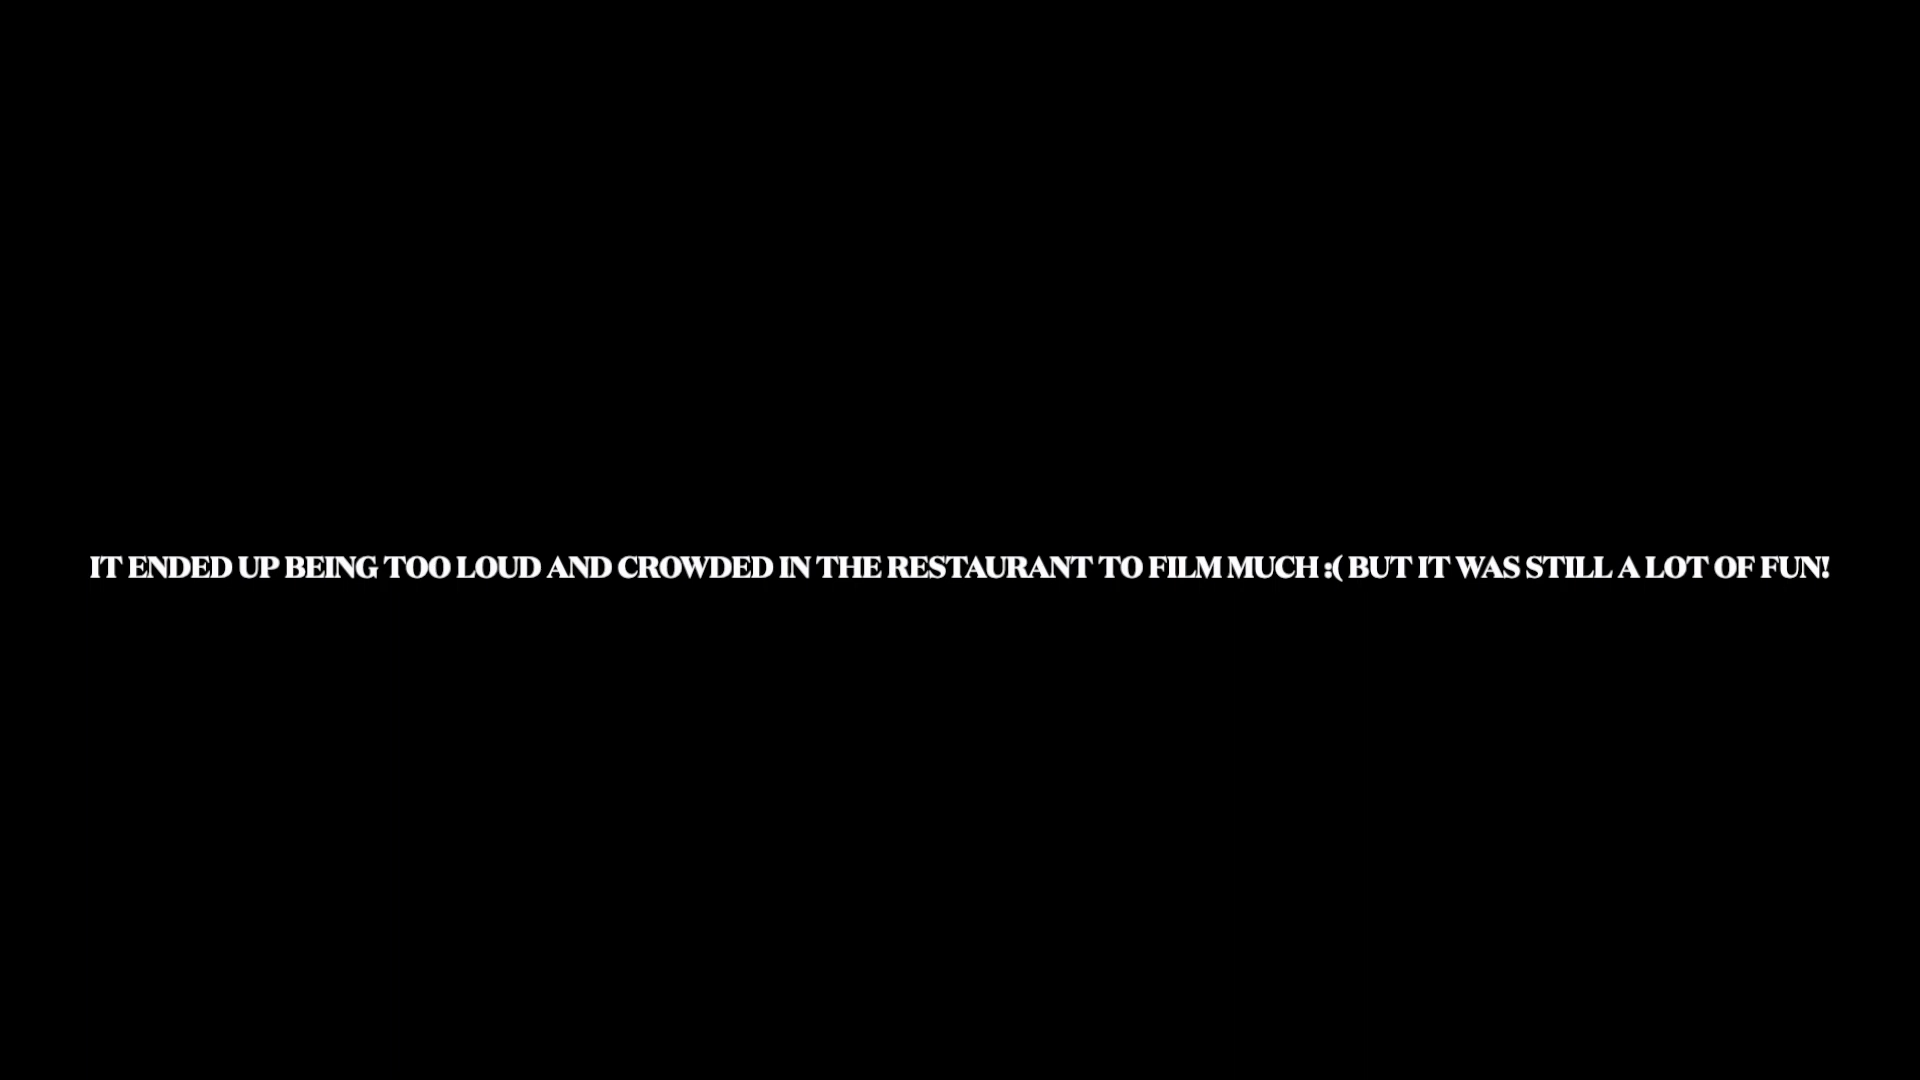 IT ENDED UP BEING TOO LOUD AND CROWDED IN THE RESTAURANT TO FILM MUCH :( BUT IT WAS STILL A LOT OF FUN!